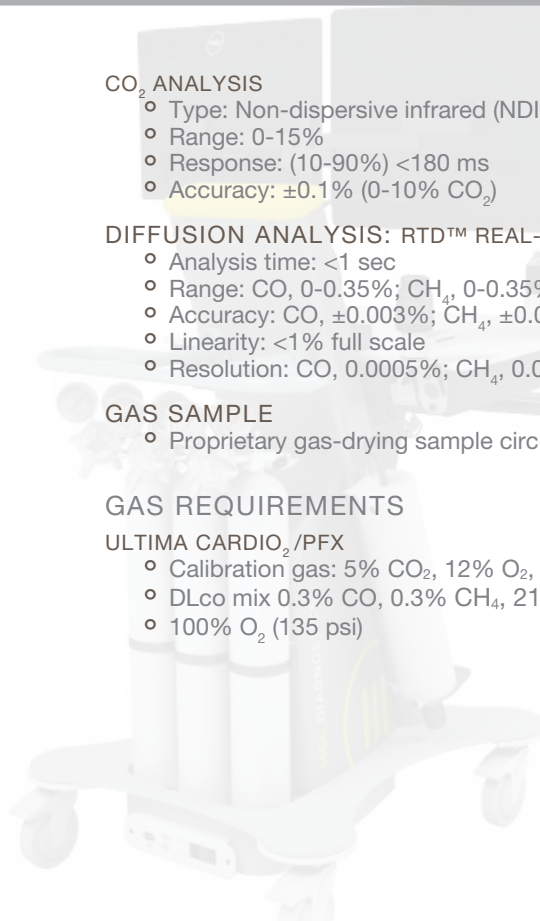 CO₂ ANALYSIS
Type: Non-dispersive infrared (NDI
Range: 0-15%
Response: (10-90%) <180 ms
Accuracy: ±0.1% (0-10% CO₂)
DIFFUSION ANALYSIS: RTD™ REAL-
Analysis time: <1 sec
Range: CO, 0-0.35%; CH₄, 0-0.35%
Accuracy: CO, ±0.003%; CH₄, ±0.0
Linearity: <1% full scale
Resolution: CO, 0.0005%; CH₄, 0.0
GAS SAMPLE
Proprietary gas-drying sample circ
GAS REQUIREMENTS
ULTIMA CARDIO₂/PFX
Calibration gas: 5% CO₂, 12% O₂,
DLco mix 0.3% CO, 0.3% CH₄, 21
100% O₂ (135 psi)